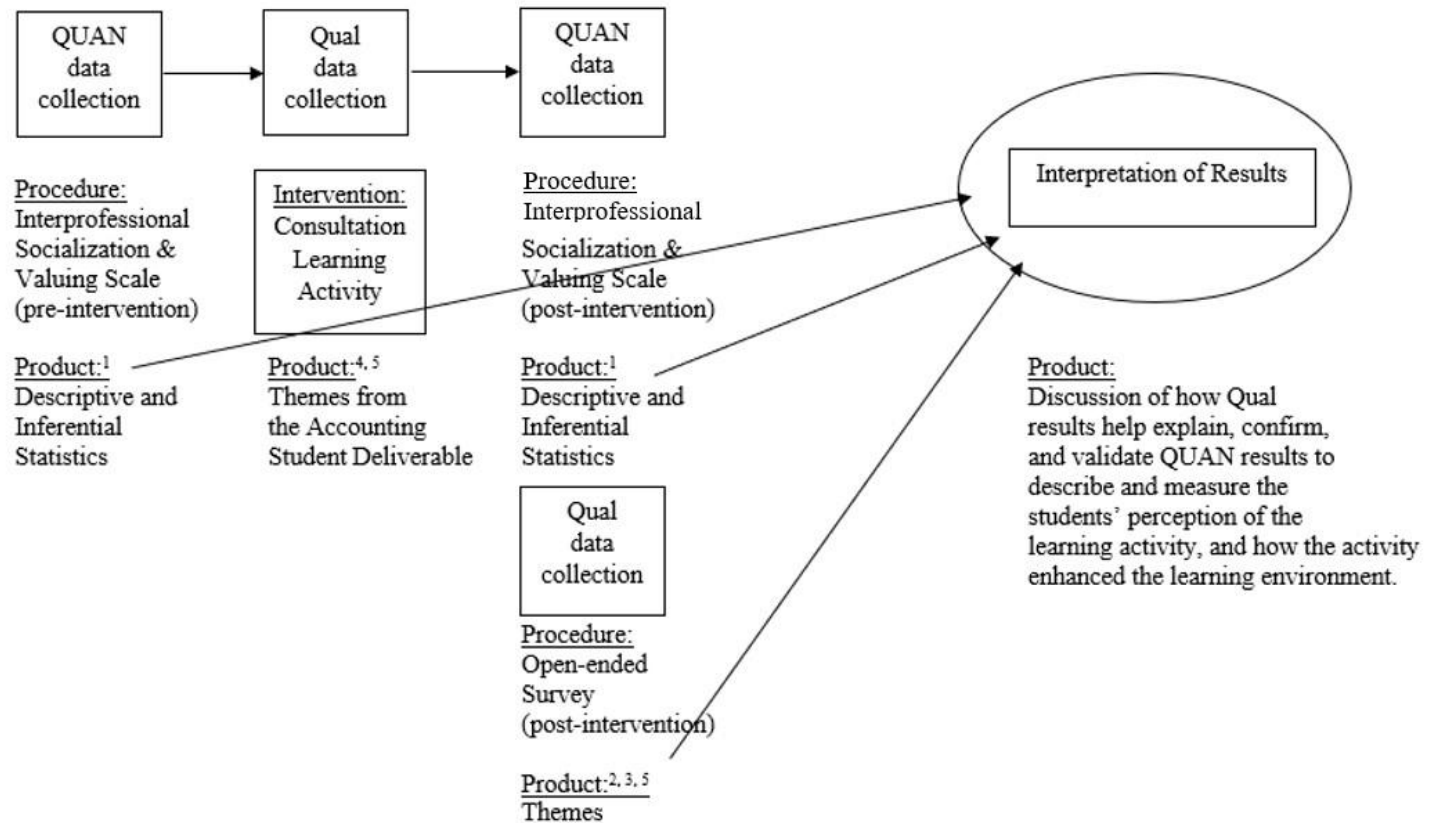 QUAN
data
collection
Qual
data
collection
QUAN
data
collection
Procedure:
Interprofessional
Socialization &
Valuing Scale
(pre-intervention)
Product:1
Descriptive and
Inferential
Statistics
Intervention:
Consultation
Learning
Activity
Product:4, 5
Themes from
the Accounting
Student Deliverable
Procedure:
Interprofessional
Socialization &
Valuing Scale
(post-intervention)
Product:1
Descriptive and
Inferential
Statistics
Qual
data
collection
Procedure:
Open-ended
Survey
(post-intervention)
Product:2, 3, 5
Themes
Interpretation of Results
Product:
Discussion of how Qual
results help explain, confirm,
and validate QUAN results to
describe and measure the
students’ perception of the
learning activity, and how the activity
enhanced the learning environment.